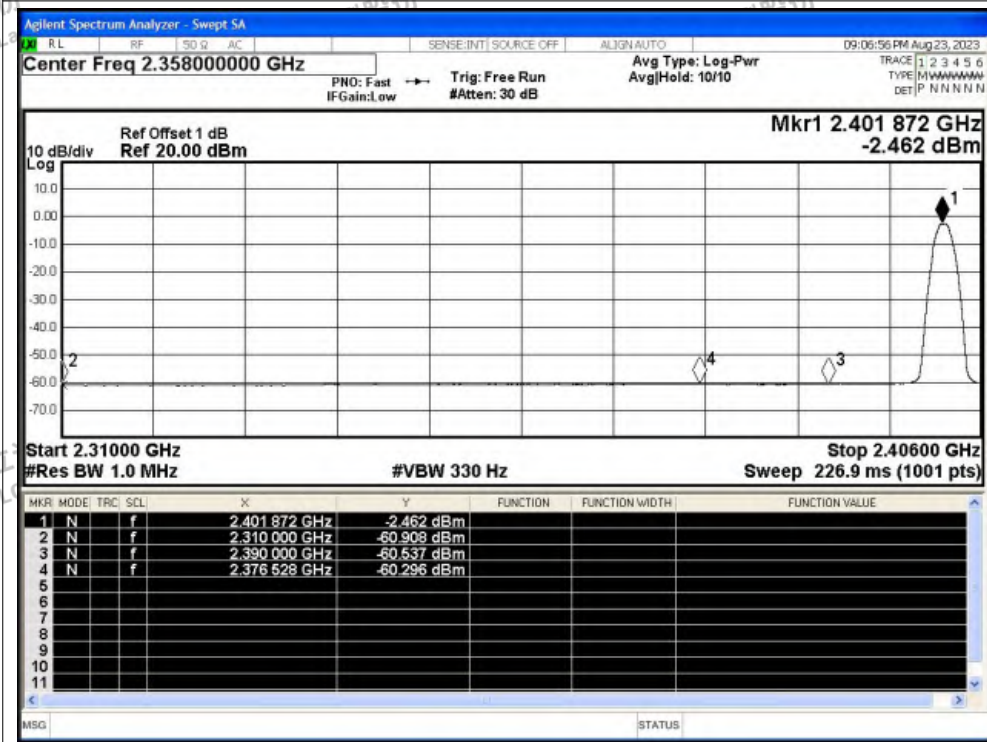 Agilent Spectrum Analyzer - Swept SA
LXI RL RF 50 Ω AC SENSE:INT SOURCE OFF ALIGN AUTO 09:06:56 PM Aug 23, 2023
Center Freq 2.358000000 GHz
PNO: Fast
IFGain:Low
Trig: Free Run
#Atten: 30 dB
Avg Type: Log-Pwr
Avg|Hold: 10/10
TRACE 1 2 3 4 5 6
TYPE MWWWWW
DET P N N N N N
Ref Offset 1 dB
10 dB/div Ref 20.00 dBm
Log
Mkr1 2.401 872 GHz
-2.462 dBm
10.0
0.00
-10.0
-20.0
-30.0
-40.0
-50.0
-60.0
-70.0
1
2
4
3
Start 2.31000 GHz Stop 2.40600 GHz
#Res BW 1.0 MHz #VBW 330 Hz Sweep 226.9 ms (1001 pts)
MKR MODE TRC SCL X Y FUNCTION FUNCTION WIDTH FUNCTION VALUE
1 N f 2.401 872 GHz -2.462 dBm
2 N f 2.310 000 GHz -60.908 dBm
3 N f 2.390 000 GHz -60.537 dBm
4 N f 2.376 528 GHz -60.296 dBm
5
6
7
8
9
10
11
MSG STATUS